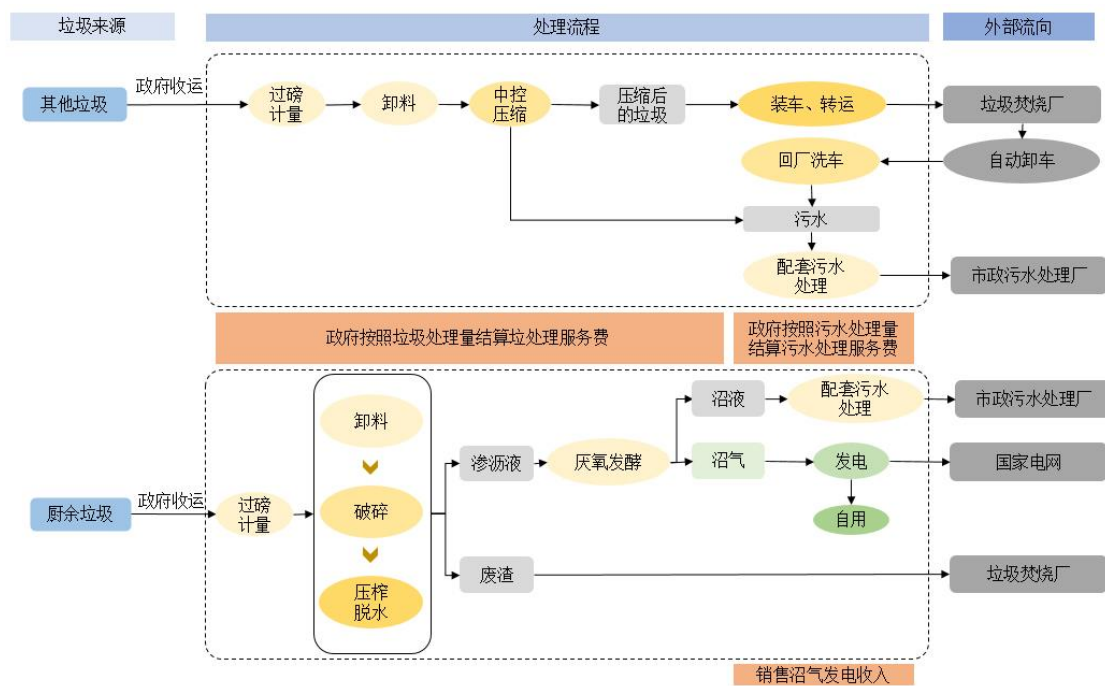 垃圾来源
处理流程
外部流向
其他垃圾
政府收运
过磅
计量
卸料
中控
压缩
压缩后
的垃圾
装车、转运
垃圾焚烧厂
自动卸车
回厂洗车
污水
配套污水
处理
市政污水处理厂
政府按照垃圾处理量结算垃处理服务费
政府按照污水处理量
结算污水处理服务费
厨余垃圾
政府收运
过磅
计量
卸料
破碎
压榨
脱水
渗沥液
厌氧发酵
沼液
配套污水
处理
市政污水处理厂
沼气
发电
国家电网
自用
废渣
垃圾焚烧厂
销售沼气发电收入